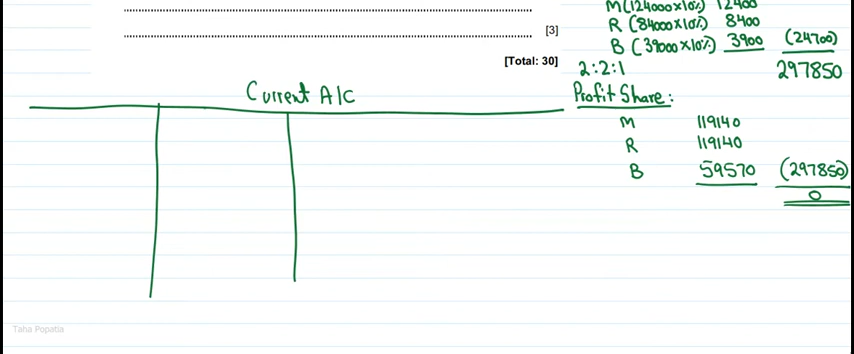 M(124000×10%) 12400
R (84000×10%) 8400
[3]
B (39000×10%) 3900 (24700)
[Total: 30]
2:2:1 297850
Current A/C
Profit Share:
M 119140
R 119140
B 59570 (297850)
0
Taha Popatia